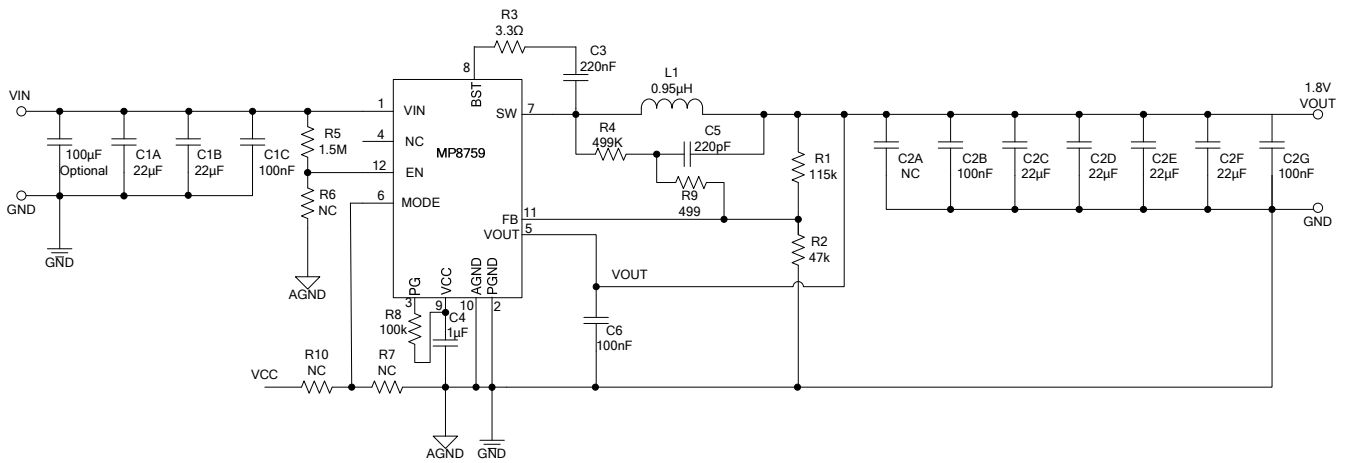 R3
3.3Ω
C3
220nF
8
BST
L1
0.95µH
1.8V
VOUT
VIN
1
VIN
SW
7
R5
1.5M
4
NC
MP8759
R4
499K
C5
220pF
100µF
Optional
C1A
22µF
C1B
22µF
C1C
100nF
R1
115k
C2A
NC
C2B
100nF
C2C
22µF
C2D
22µF
C2E
22µF
C2F
22µF
C2G
100nF
12
EN
R6
NC
R9
499
6
MODE
GND
FB
11
VOUT
5
GND
R2
47k
GND
AGND
VOUT
PG
VCC
AGND
PGND
3
9
10
2
R8
100k
C4
1µF
C6
100nF
R10
NC
R7
NC
VCC
AGND
GND